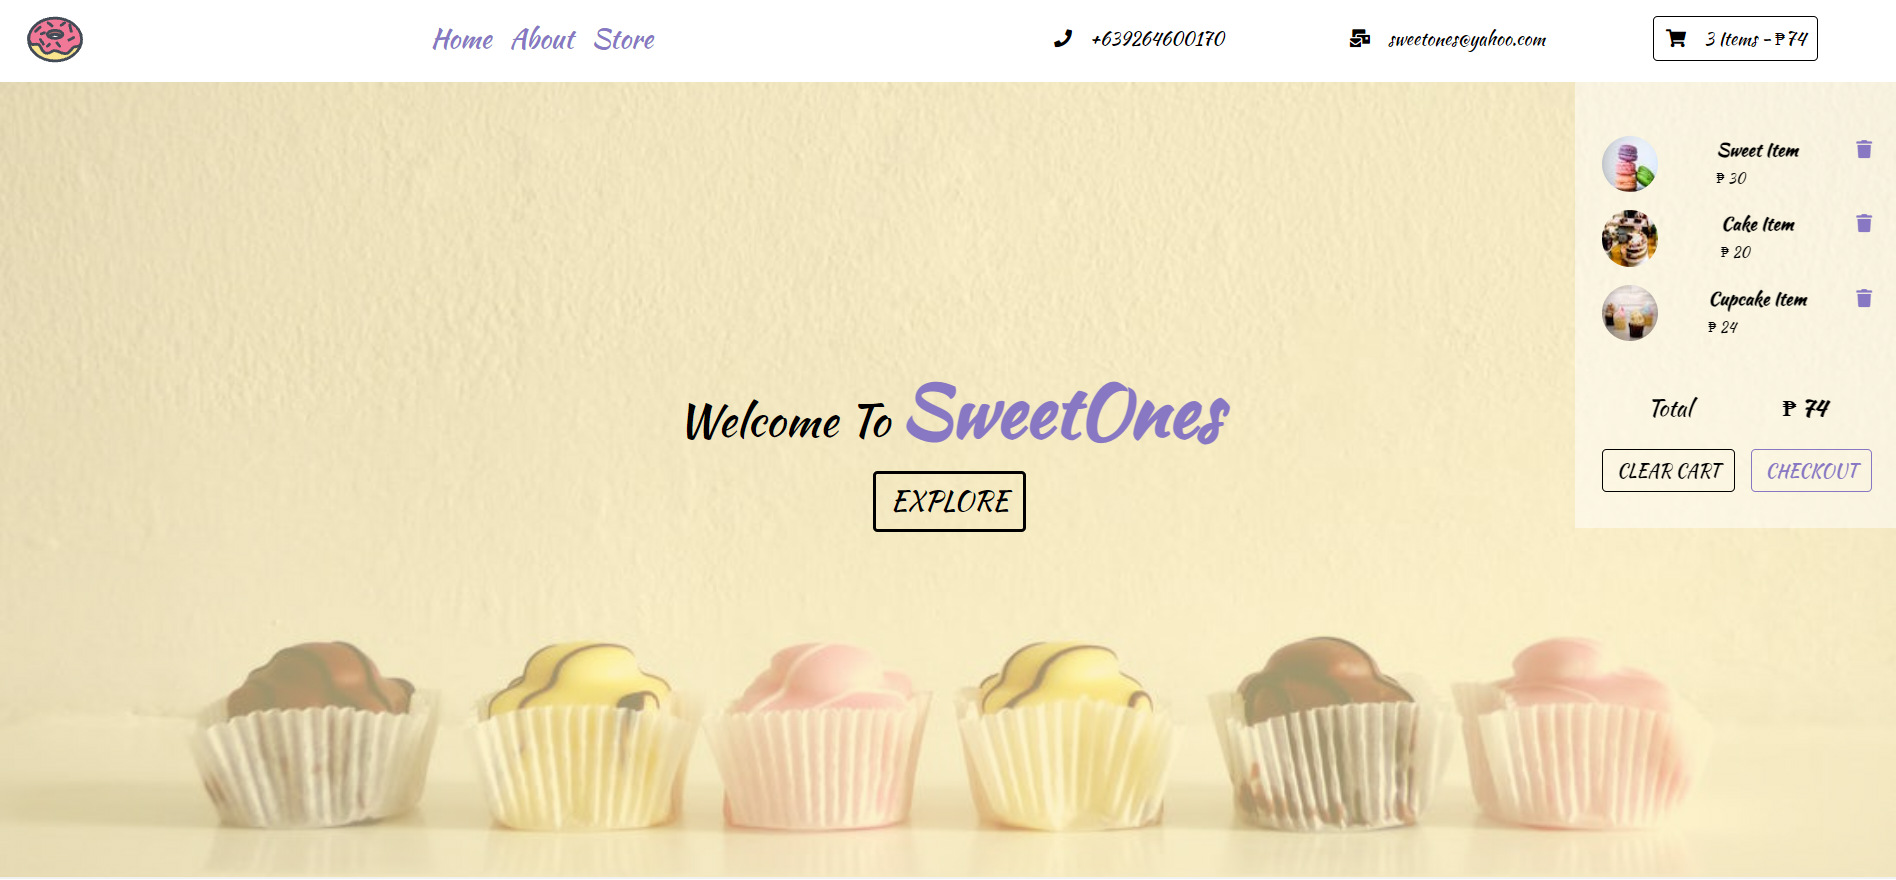 Home About Store
+639264600170
sweetones@yahoo.com
3 Items - ₱ 74
Sweet Item
₱ 30
Cake Item
₱ 20
Cupcake Item
₱ 24
Total ₱ 74
CLEAR CART CHECKOUT
Welcome To SweetOnes
EXPLORE